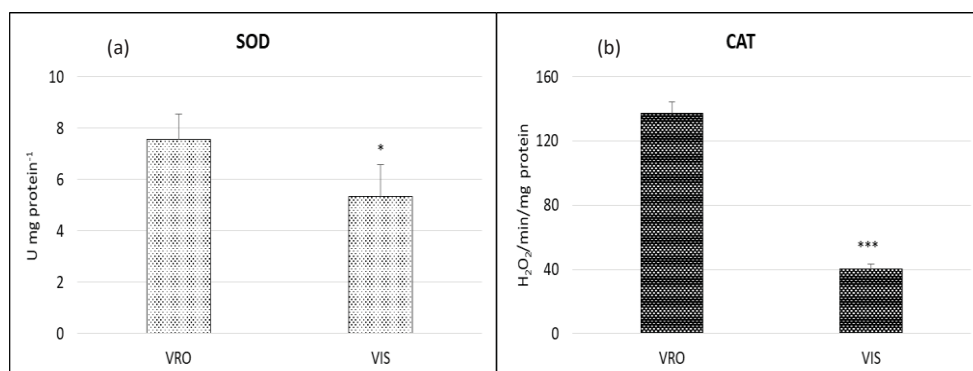 (a) SOD
U mg protein⁻¹
10
8
6
4
2
0
*
VRO VIS
(b) CAT
H₂O₂/min/mg protein
160
120
80
40
0
***
VRO VIS